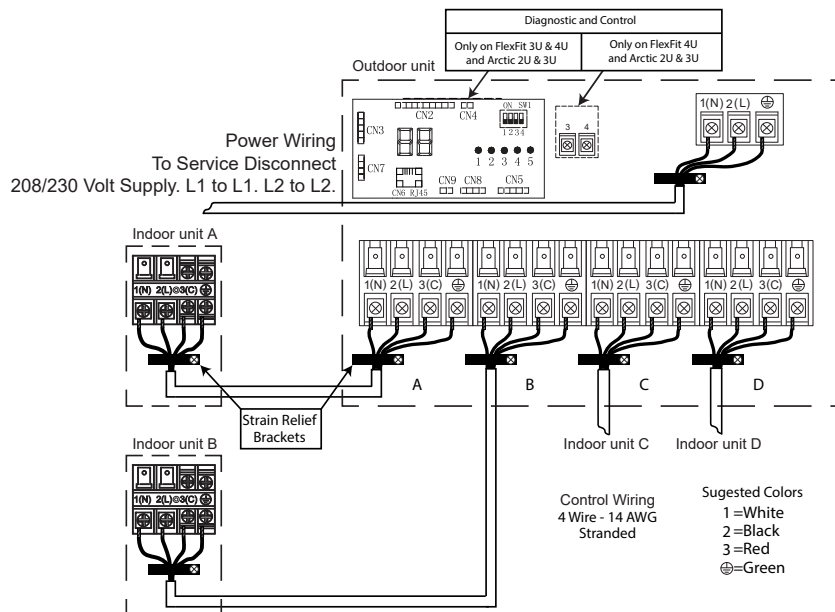 Diagnostic and Control
Only on FlexFit 3U & 4U
and Arctic 2U & 3U
Only on FlexFit 4U
and Arctic 2U & 3U
Outdoor unit
CN2
CN4
ON SW1
1 2 3 4
CN3
CN7
1 2 3 4 5
CN6 RJ45
CN9
CN8
CN5
3 4
1(N) 2(L)
Power Wiring
To Service Disconnect
208/230 Volt Supply. L1 to L1. L2 to L2.
Indoor unit A
1(N) 2(L) 3(C)
1(N) 2(L) 3(C)
1(N) 2(L) 3(C)
1(N) 2(L) 3(C)
1(N) 2(L) 3(C)
A
B
C
D
Strain Relief
Brackets
Indoor unit C
Indoor unit D
Indoor unit B
1(N) 2(L) 3(C)
Control Wiring
4 Wire - 14 AWG
Stranded
Sugested Colors
1 =White
2 =Black
3 =Red
⏚=Green